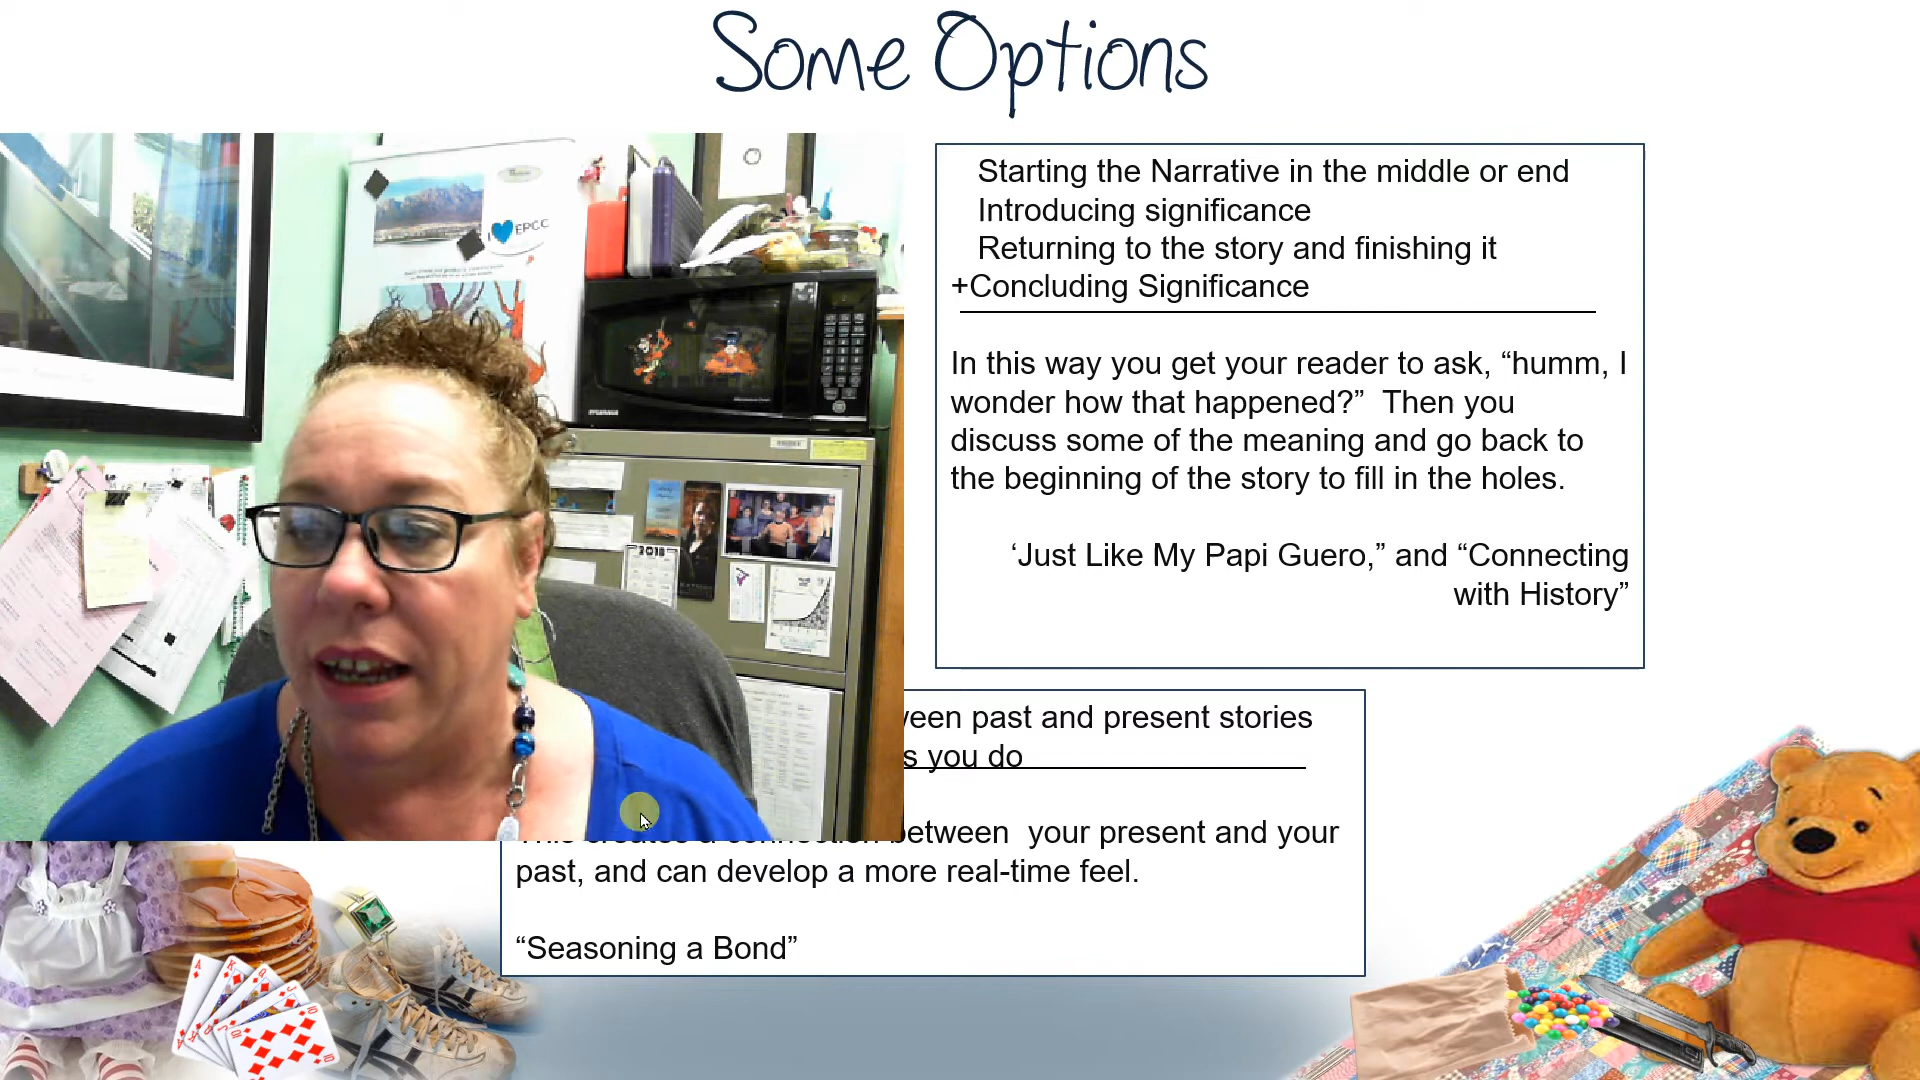 Some Options
I EPCC
Starting the Narrative in the middle or end
Introducing significance
Returning to the story and finishing it
+Concluding Significance
In this way you get your reader to ask, “humm, I
wonder how that happened?”  Then you
discuss some of the meaning and go back to
the beginning of the story to fill in the holes.
‘Just Like My Papi Guero,” and “Connecting
with History”
2018
past and present stories
you do
your present and your
past, and can develop a more real-time feel.
“Seasoning a Bond”
A
K
Q
J
10